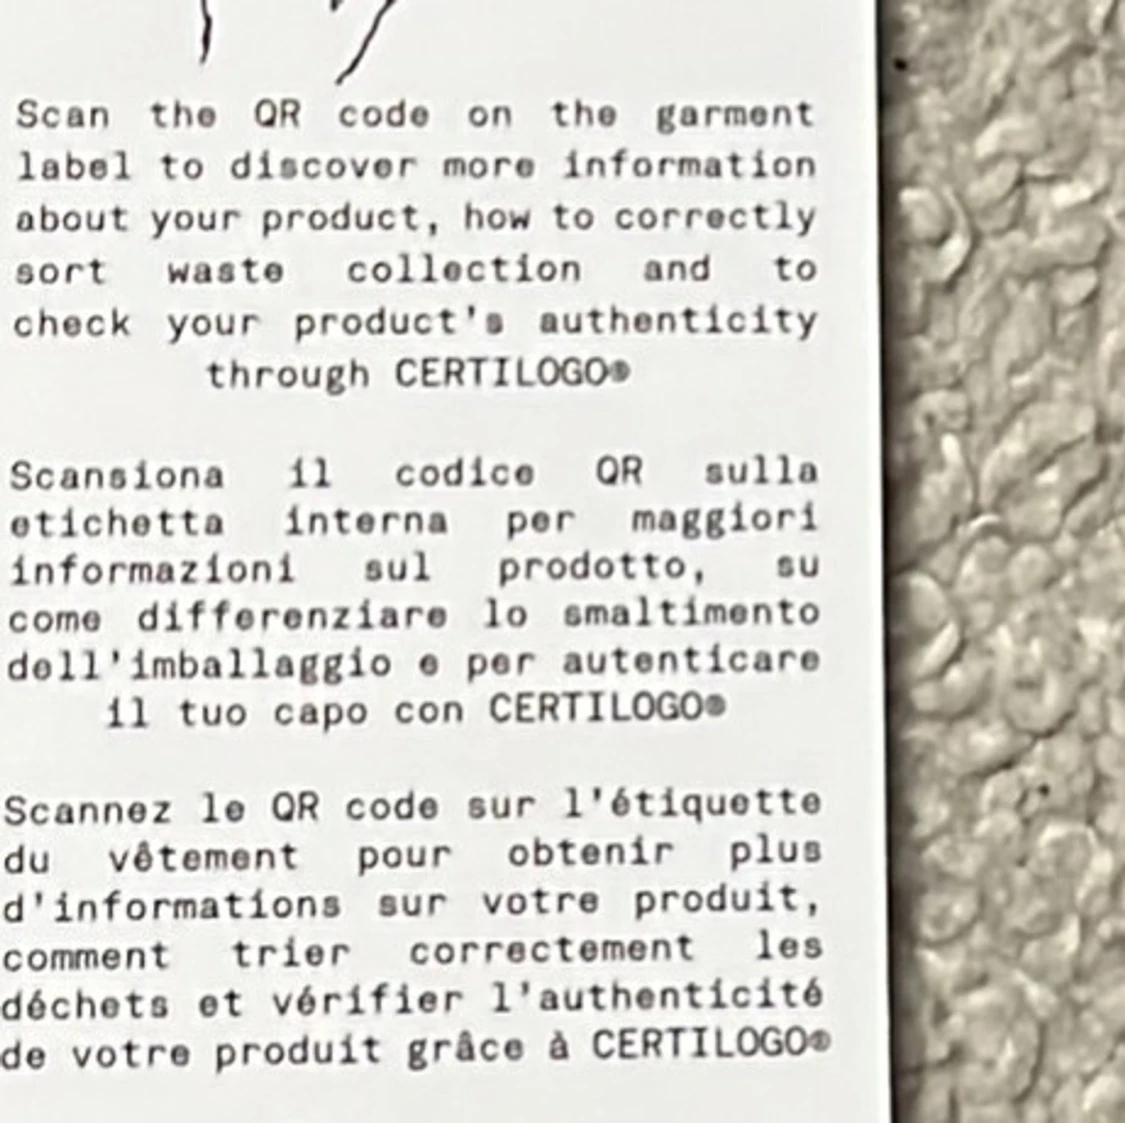 Scan the QR code on the garment
label to discover more information
about your product, how to correctly
sort waste collection and to
check your product's authenticity
through CERTILOGO®
Scansiona il codice QR sulla
etichetta interna per maggiori
informazioni sul prodotto, su
come differenziare lo smaltimento
dell'imballaggio e per autenticare
il tuo capo con CERTILOGO®
Scannez le QR code sur l'étiquette
du vêtement pour obtenir plus
d'informations sur votre produit,
comment trier correctement les
déchets et vérifier l'authenticité
de votre produit grâce à CERTILOGO®